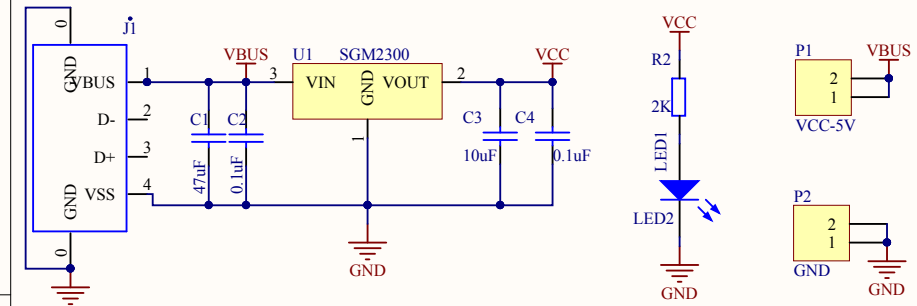 J1
0
GND
VBUS
1
D-
2
D+
3
VSS
4
GND
0
VBUS
C1
47uF
C2
0.1uF
U1
SGM2300
3
VIN
GND
VOUT
2
1
GND
VCC
C3
10uF
C4
0.1uF
VCC
R2
2K
LED1
LED2
GND
P1
VBUS
2
1
VCC-5V
P2
2
1
GND
GND